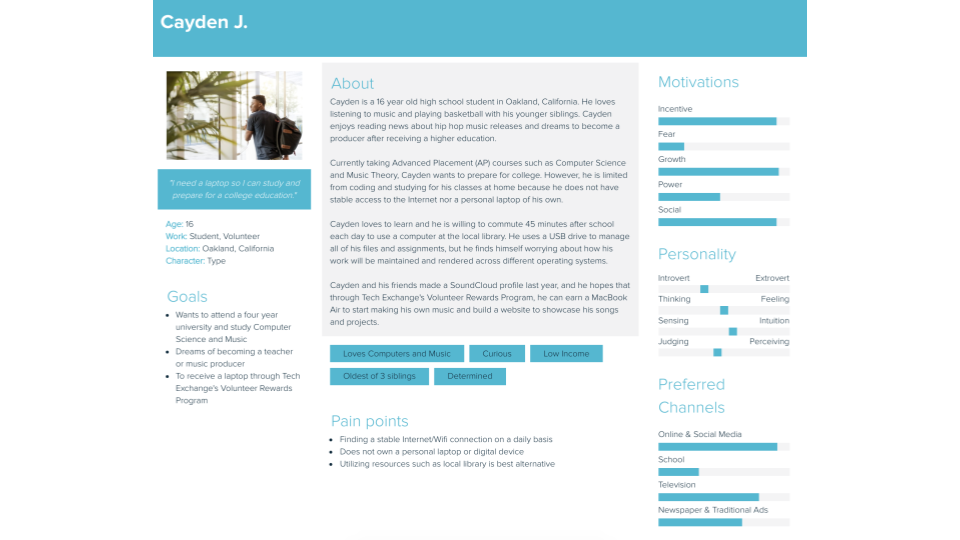 Cayden J.
"I need a laptop so I can study and
prepare for a college education."
Age: 16
Work: Student, Volunteer
Location: Oakland, California
Character: Type
Goals
Wants to attend a four year
university and study Computer
Science and Music
Dreams of becoming a teacher
or music producer
To receive a laptop through Tech
Exchange's Volunteer Rewards
Program
About
Cayden is a 16 year old high school student in Oakland, California. He loves
listening to music and playing basketball with his younger siblings. Cayden
enjoys reading news about hip hop music releases and dreams to become a
producer after receiving a higher education.
Currently taking Advanced Placement (AP) courses such as Computer Science
and Music Theory, Cayden wants to prepare for college. However, he is limited
from coding and studying for his classes at home because he does not have
stable access to the Internet nor a personal laptop of his own.
Cayden loves to learn and he is willing to commute 45 minutes after school
each day to use a computer at the local library. He uses a USB drive to manage
all of his files and assignments, but he finds himself worrying about how his
work will be maintained and rendered across different operating systems.
Cayden and his friends made a SoundCloud profile last year, and he hopes that
through Tech Exchange's Volunteer Rewards Program, he can earn a MacBook
Air to start making his own music and build a website to showcase his songs
and projects.
Loves Computers and Music
Curious
Low Income
Oldest of 3 siblings
Determined
Pain points
Finding a stable Internet/Wifi connection on a daily basis
Does not own a personal laptop or digital device
Utilizing resources such as local library is best alternative
Motivations
Incentive
Fear
Growth
Power
Social
Personality
Introvert Extrovert
Thinking Feeling
Sensing Intuition
Judging Perceiving
Preferred
Channels
Online & Social Media
School
Television
Newspaper & Traditional Ads